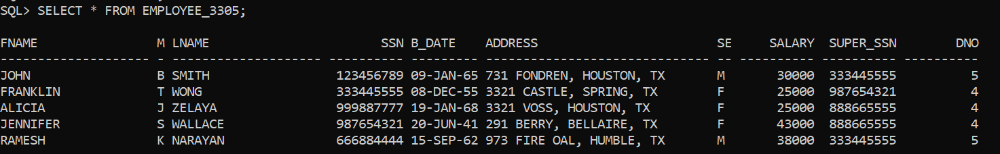 SQL> SELECT * FROM EMPLOYEE_3305;
FNAME                M LNAME                       SSN B_DATE    ADDRESS                        SE     SALARY  SUPER_SSN        DNO
-------------------- - -------------------- ---------- --------- ------------------------------ -- ---------- ---------- ----------
JOHN                 B SMITH                 123456789 09-JAN-65 731 FONDREN, HOUSTON, TX       M       30000  333445555          5
FRANKLIN             T WONG                  333445555 08-DEC-55 3321 CASTLE, SPRING, TX        F       25000  987654321          4
ALICIA               J ZELAYA                999887777 19-JAN-68 3321 VOSS, HOUSTON, TX         F       25000  888665555          4
JENNIFER             S WALLACE               987654321 20-JUN-41 291 BERRY, BELLAIRE, TX        F       43000  888665555          4
RAMESH               K NARAYAN               666884444 15-SEP-62 973 FIRE OAL, HUMBLE, TX       M       38000  333445555          5